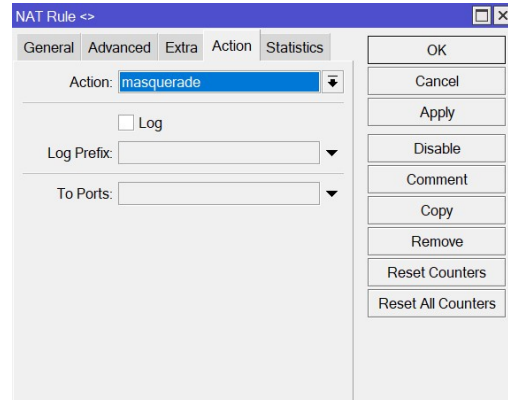 NAT Rule <>
General Advanced Extra Action Statistics
Action: masquerade
Log
Log Prefix:
To Ports:
OK
Cancel
Apply
Disable
Comment
Copy
Remove
Reset Counters
Reset All Counters